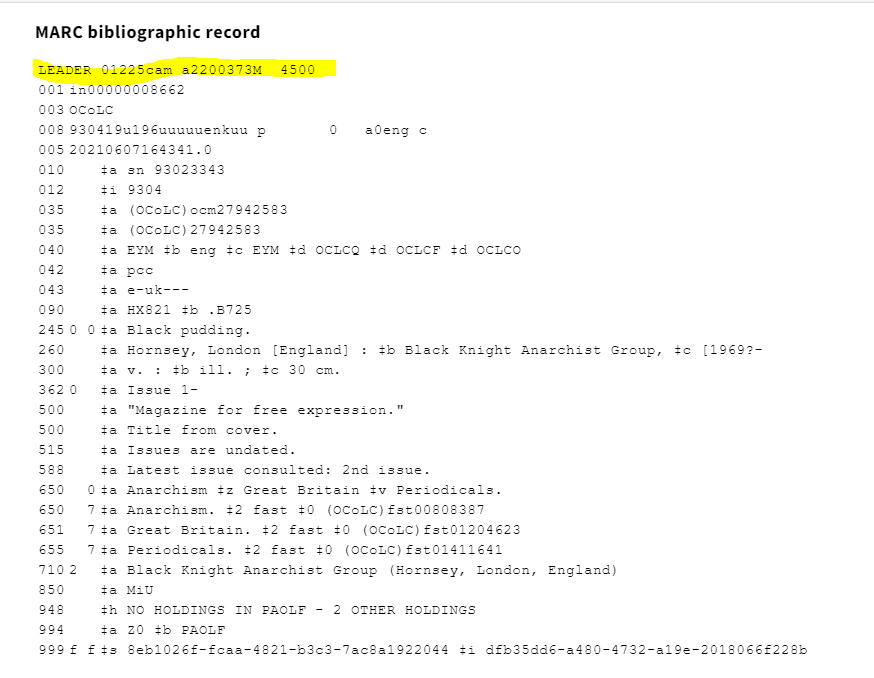 MARC bibliographic record
LEADER 01225cam a2200373M  4500
001 in00000008662
003 OCoLC
008 930419u196uuuuuenkuu p       0   a0eng c
005 20210607164341.0
010    ‡a sn 93023343
012    ‡i 9304
035    ‡a (OCoLC)ocm27942583
035    ‡a (OCoLC)27942583
040    ‡a EYM ‡b eng ‡c EYM ‡d OCLCQ ‡d OCLCF ‡d OCLCO
042    ‡a pcc
043    ‡a e-uk---
090    ‡a HX821 ‡b .B725
245 0 0 ‡a Black pudding.
260    ‡a Hornsey, London [England] : ‡b Black Knight Anarchist Group, ‡c [1969?-
300    ‡a v. : ‡b ill. ; ‡c 30 cm.
362 0  ‡a Issue 1-
500    ‡a "Magazine for free expression."
500    ‡a Title from cover.
515    ‡a Issues are undated.
588    ‡a Latest issue consulted: 2nd issue.
650   0 ‡a Anarchism ‡z Great Britain ‡v Periodicals.
650   7 ‡a Anarchism. ‡2 fast ‡0 (OCoLC)fst00808387
651   7 ‡a Great Britain. ‡2 fast ‡0 (OCoLC)fst01204623
655   7 ‡a Periodicals. ‡2 fast ‡0 (OCoLC)fst01411641
710 2  ‡a Black Knight Anarchist Group (Hornsey, London, England)
850    ‡a MiU
948    ‡h NO HOLDINGS IN PAOLF - 2 OTHER HOLDINGS
994    ‡a Z0 ‡b PAOLF
999 f f ‡s 8eb1026f-fcaa-4821-b3c3-7ac8a1922044 ‡i dfb35dd6-a480-4732-a19e-2018066f228b